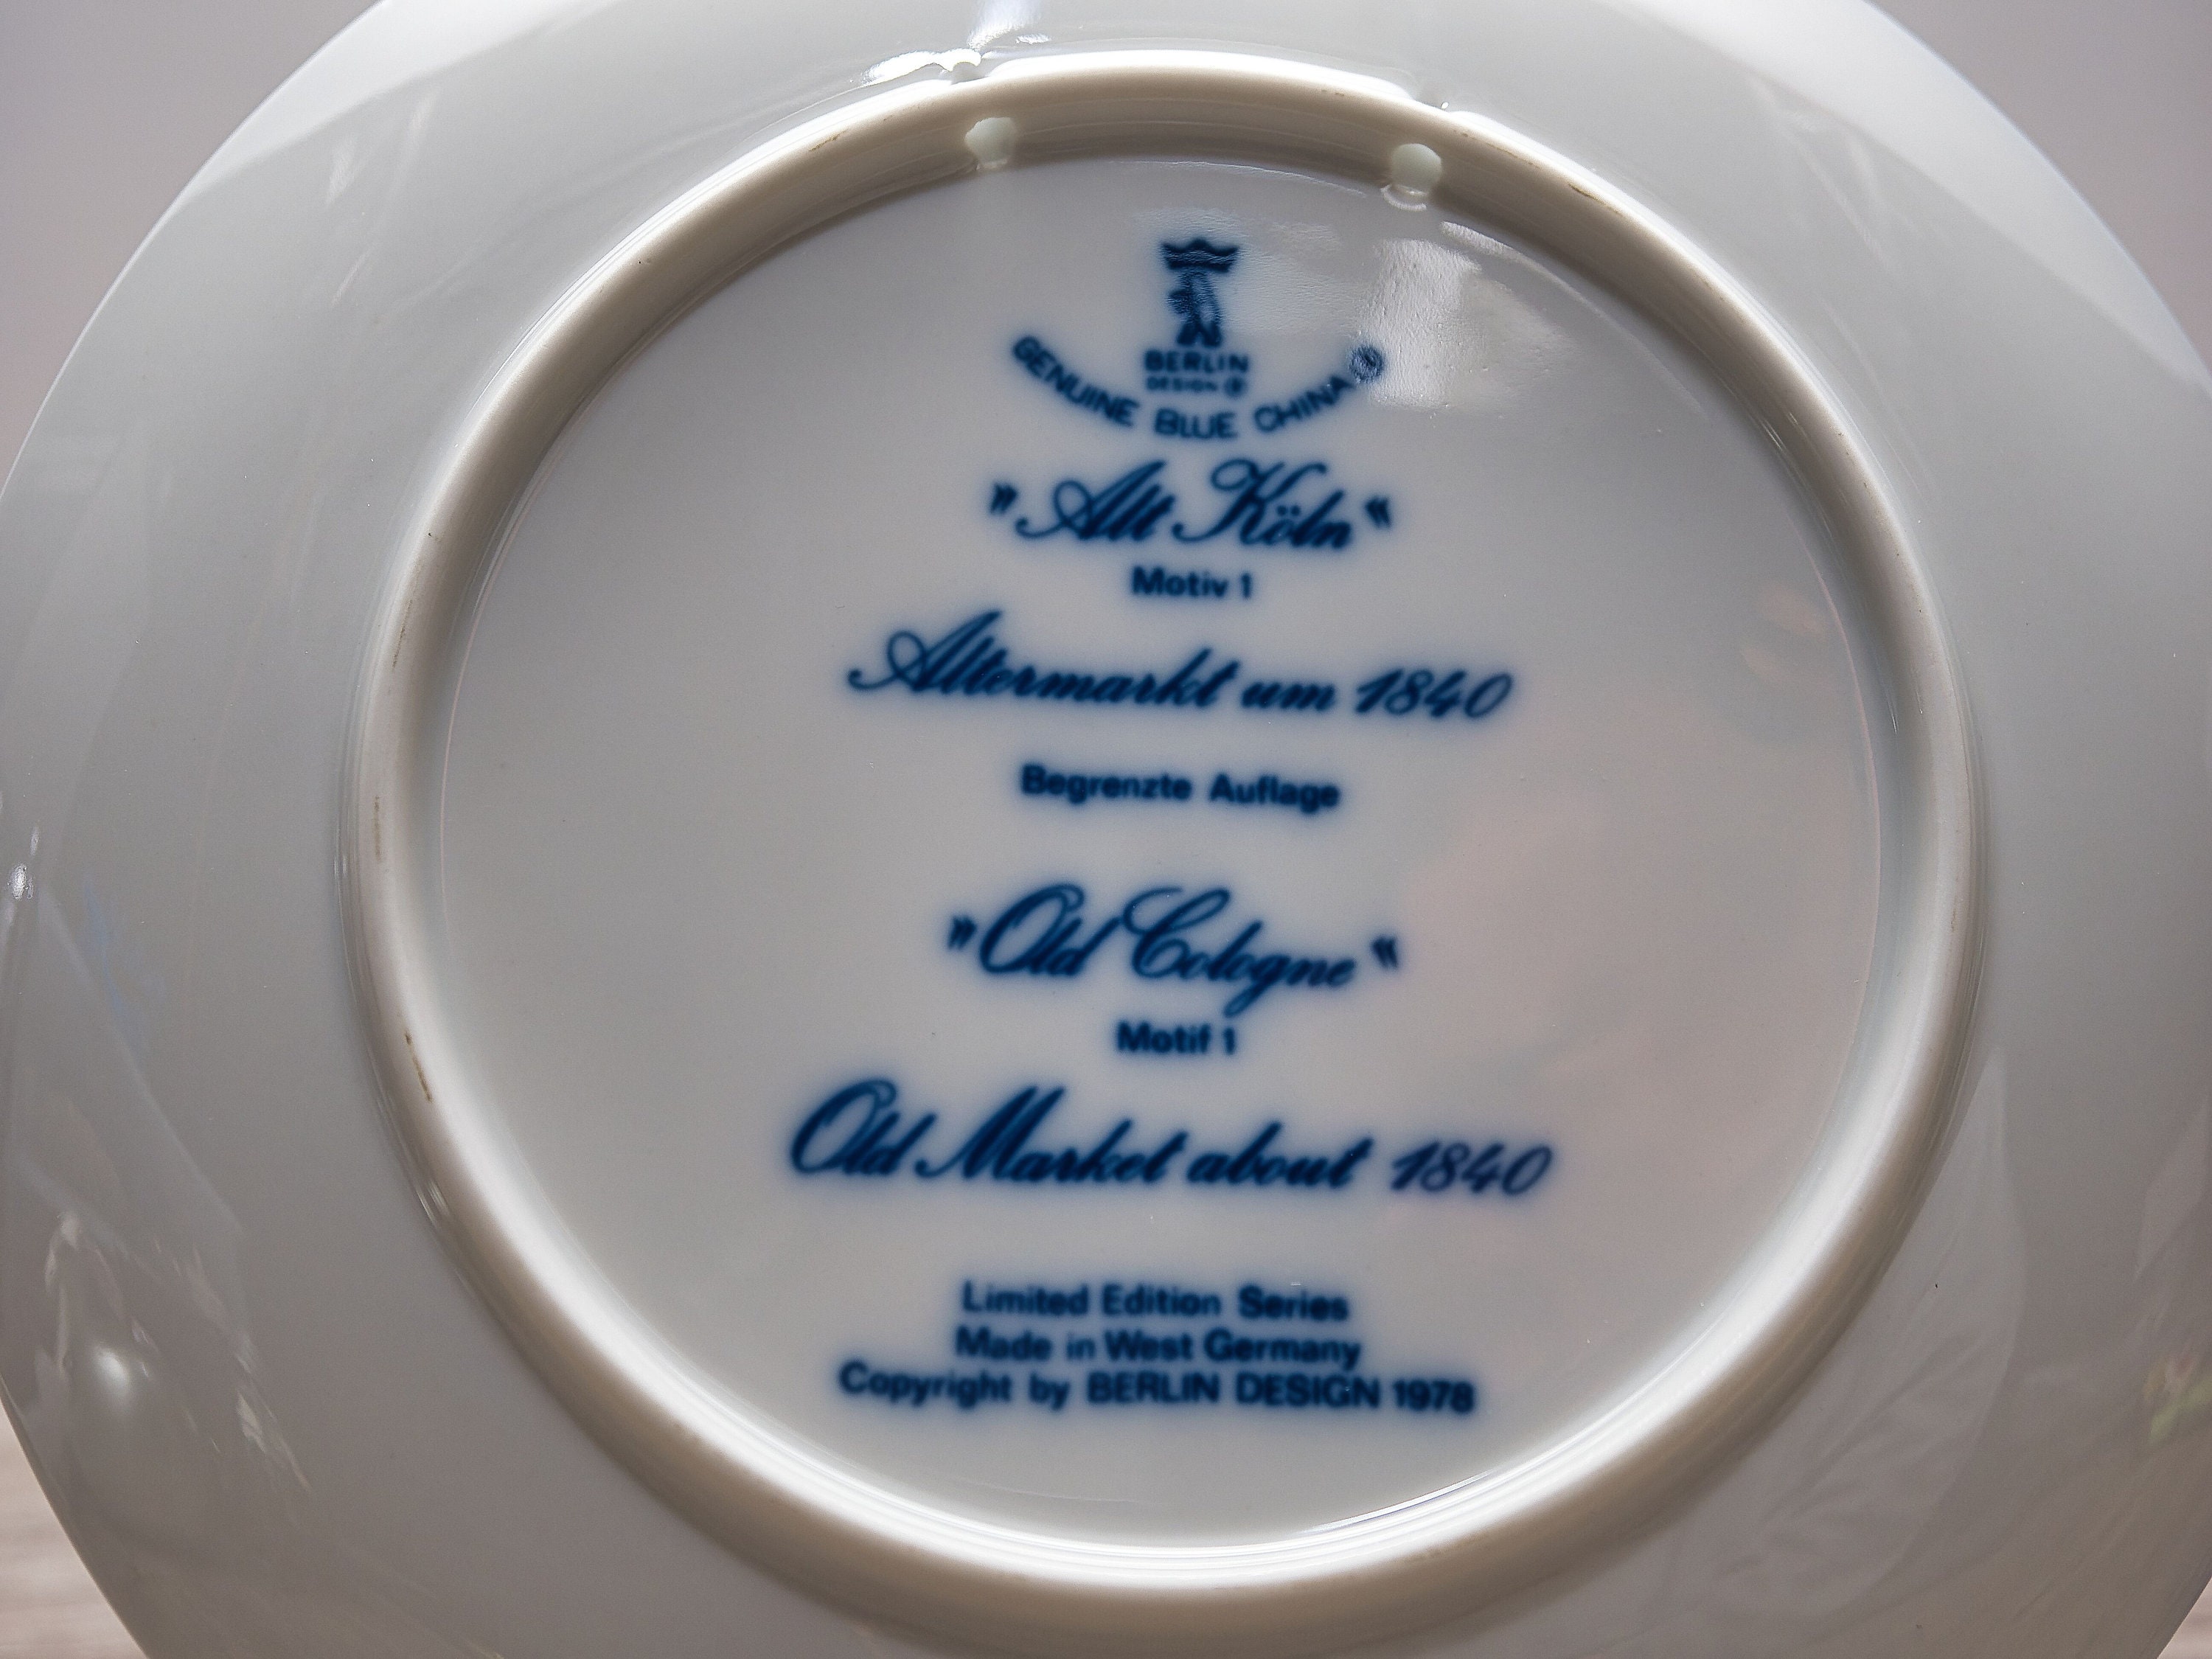 BERLIN
DESIGN ®
GENUINE BLUE CHINA ®
"Alt Köln"
Motiv 1
Altermarkt um 1840
Begrenzte Auflage
"Old Cologne"
Motif 1
Old Market about 1840
Limited Edition Series
Made in West Germany
Copyright by BERLIN DESIGN 1978